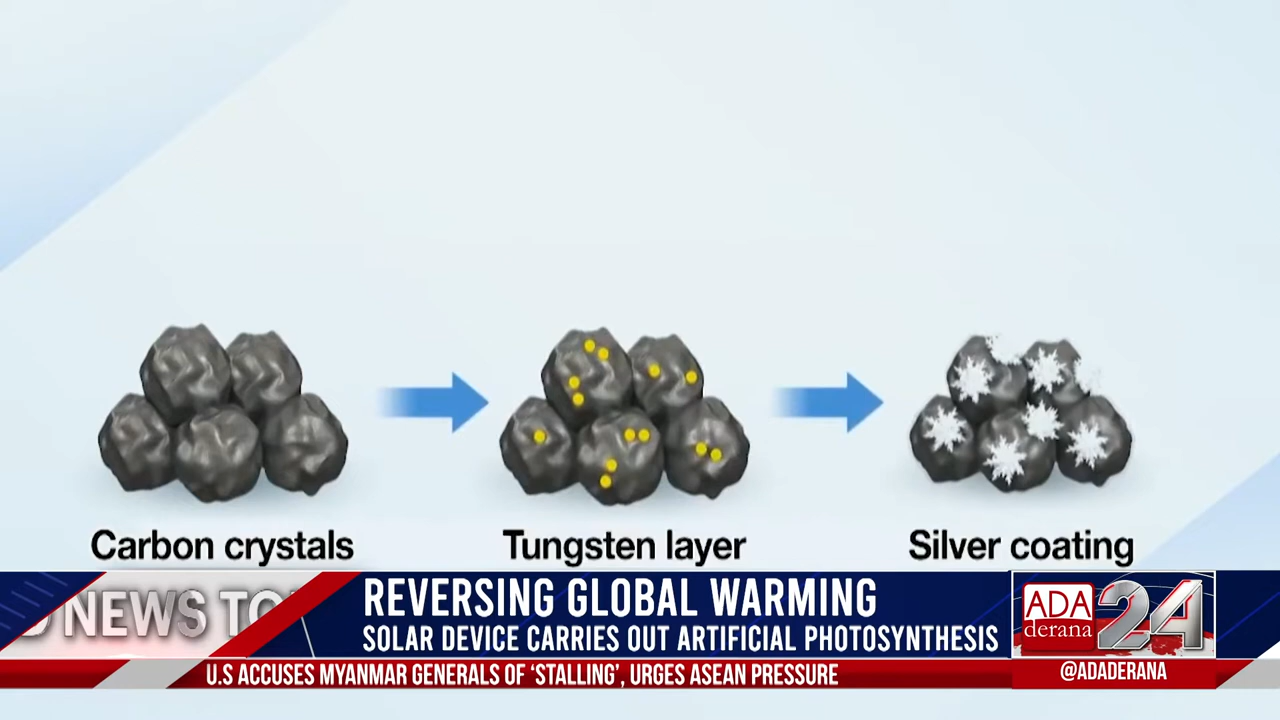 Carbon crystals
Tungsten layer
Silver coating
NEWS
REVERSING GLOBAL WARMING
SOLAR DEVICE CARRIES OUT ARTIFICIAL PHOTOSYNTHESIS
ADA
derana
24
U.S ACCUSES MYANMAR GENERALS OF ‘STALLING’, URGES ASEAN PRESSURE
@ADADERANA